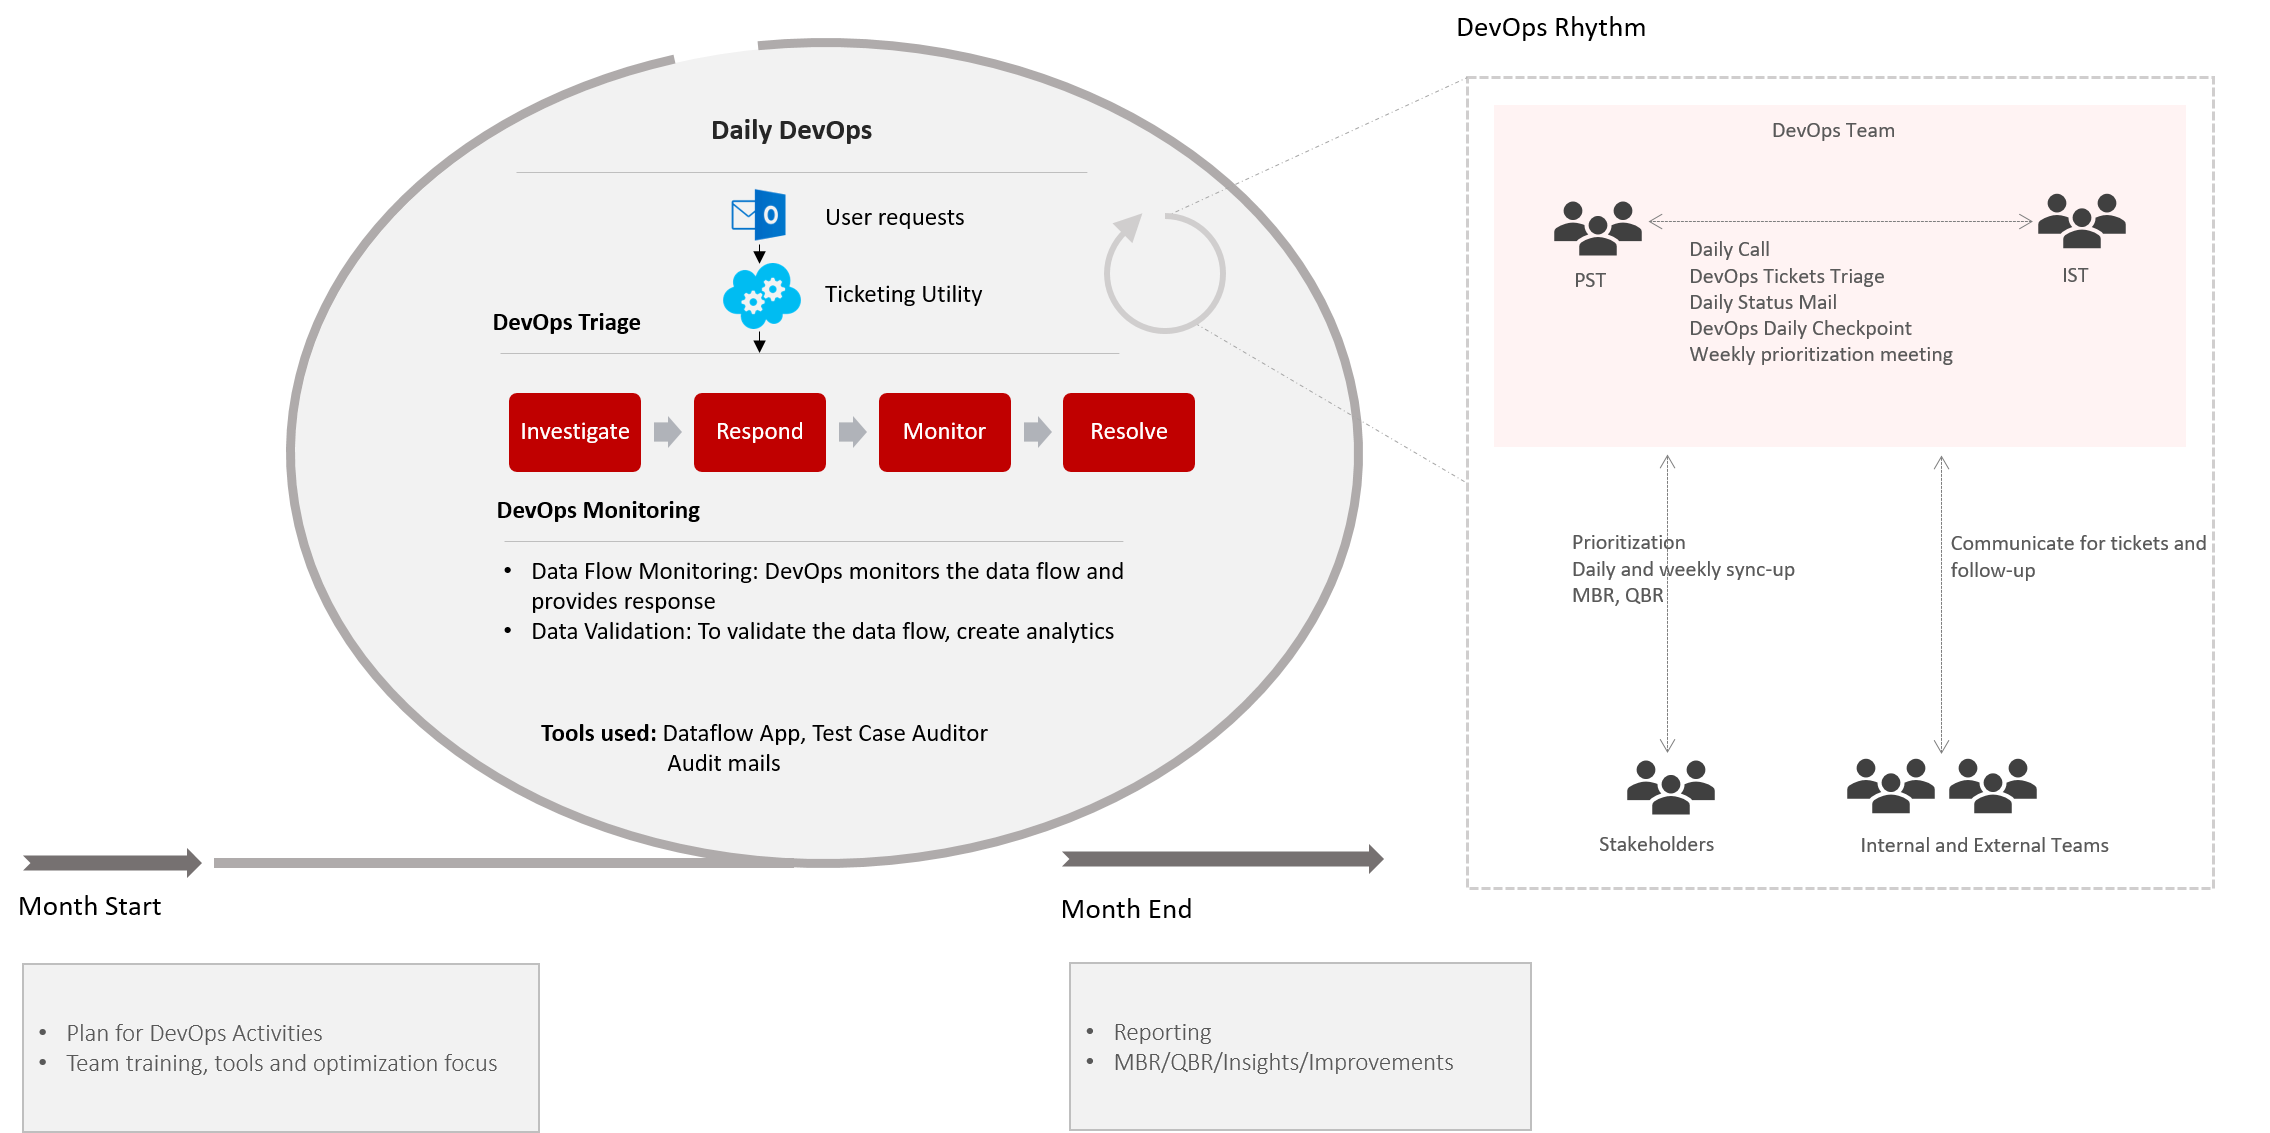 DevOps Rhythm
Daily DevOps
User requests
Ticketing Utility
DevOps Triage
Investigate
Respond
Monitor
Resolve
DevOps Monitoring
• Data Flow Monitoring: DevOps monitors the data flow and
provides response
• Data Validation: To validate the data flow, create analytics
Tools used: Dataflow App, Test Case Auditor
Audit mails
DevOps Team
PST
IST
Daily Call
DevOps Tickets Triage
Daily Status Mail
DevOps Daily Checkpoint
Weekly prioritization meeting
Prioritization
Daily and weekly sync-up
MBR, QBR
Communicate for tickets and
follow-up
Stakeholders
Internal and External Teams
Month Start
• Plan for DevOps Activities
• Team training, tools and optimization focus
Month End
• Reporting
• MBR/QBR/Insights/Improvements